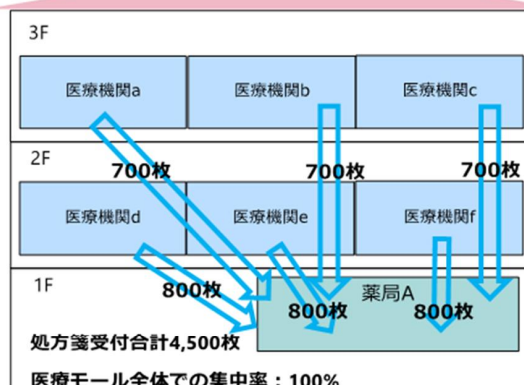 3F
医療機関a
医療機関b
医療機関c
2F
700枚
700枚
700枚
医療機関d
医療機関e
医療機関f
1F
800枚
薬局A
800枚
800枚
処方箋受付合計4,500枚
医療モール全体での集中率：100%